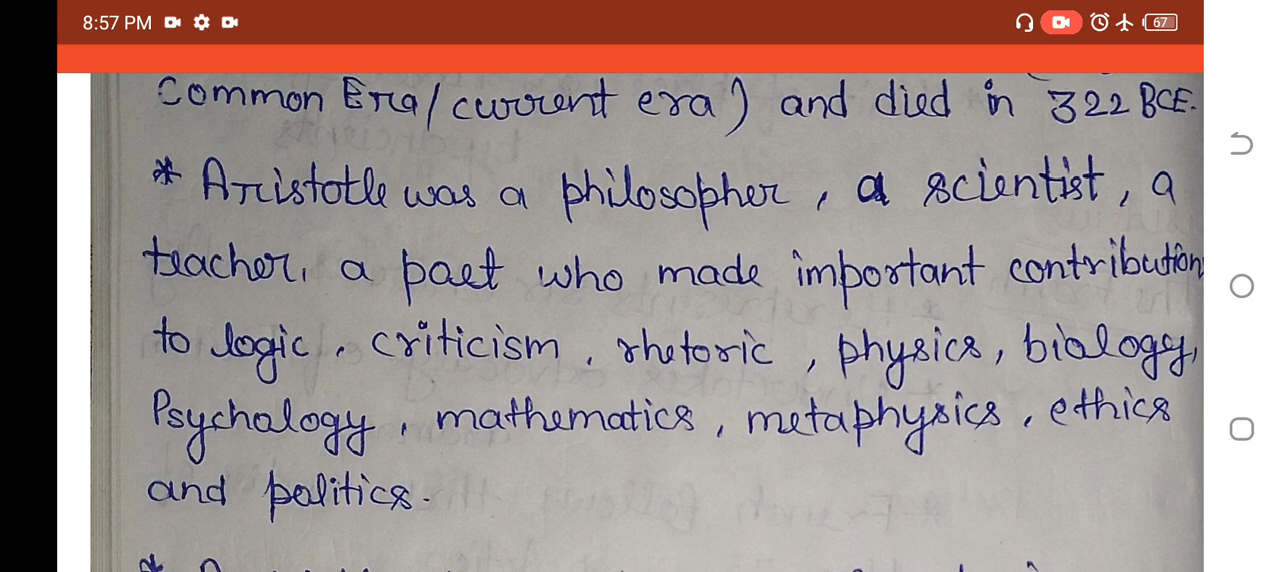 8:57 PM 67
Common Era/current era) and died in 322 BCE.
* Aristotle was a philosopher, a scientist, a
teacher, a poet who made important contribution
to logic, criticism, rhetoric, physics, biology,
Psychology, mathematics, metaphysics, ethics
and politics.